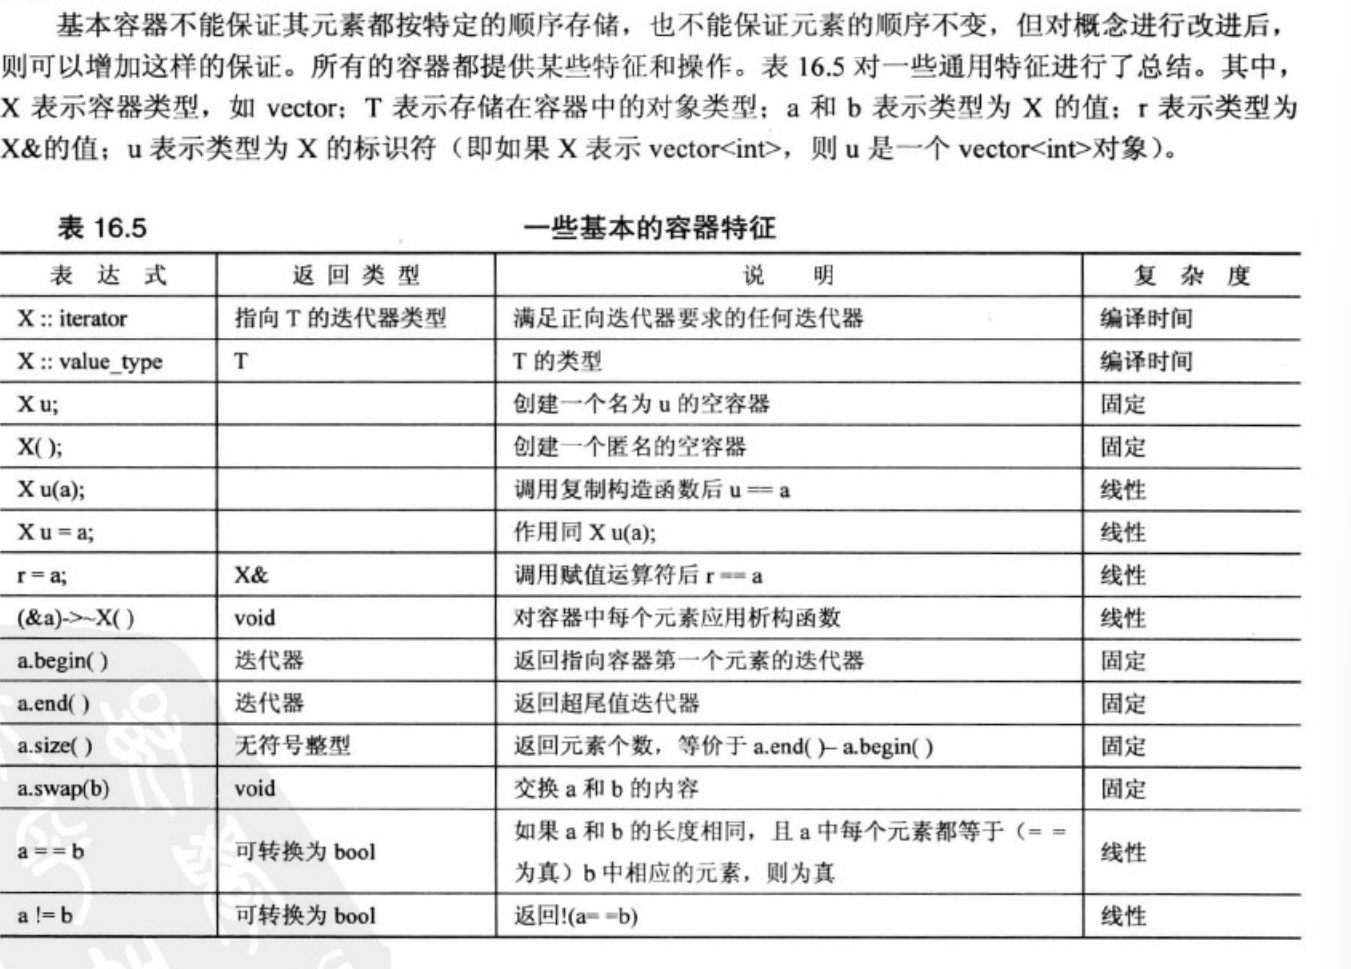 基本容器不能保证其元素都按特定的顺序存储，也不能保证元素的顺序不变，但对概念进行改进后，
则可以增加这样的保证。所有的容器都提供某些特征和操作。表 16.5 对一些通用特征进行了总结。其中，
X 表示容器类型，如 vector；T 表示存储在容器中的对象类型；a 和 b 表示类型为 X 的值；r 表示类型为
X&的值；u 表示类型为 X 的标识符（即如果 X 表示 vector<int>，则 u 是一个 vector<int>对象）。
表 16.5 一些基本的容器特征
表 达 式 返 回 类 型 说 明 复 杂 度
X :: iterator 指向 T 的迭代器类型 满足正向迭代器要求的任何迭代器 编译时间
X :: value_type T T 的类型 编译时间
X u; 创建一个名为 u 的空容器 固定
X( ); 创建一个匿名的空容器 固定
X u(a); 调用复制构造函数后 u == a 线性
X u = a; 作用同 X u(a); 线性
r = a; X& 调用赋值运算符后 r == a 线性
(&a)->~X( ) void 对容器中每个元素应用析构函数 线性
a.begin( ) 迭代器 返回指向容器第一个元素的迭代器 固定
a.end( ) 迭代器 返回超尾值迭代器 固定
a.size( ) 无符号整型 返回元素个数，等价于 a.end( )– a.begin( ) 固定
a.swap(b) void 交换 a 和 b 的内容 固定
a = = b 可转换为 bool 如果 a 和 b 的长度相同，且 a 中每个元素都等于（= =
为真）b 中相应的元素，则为真 线性
a != b 可转换为 bool 返回!(a= =b) 线性